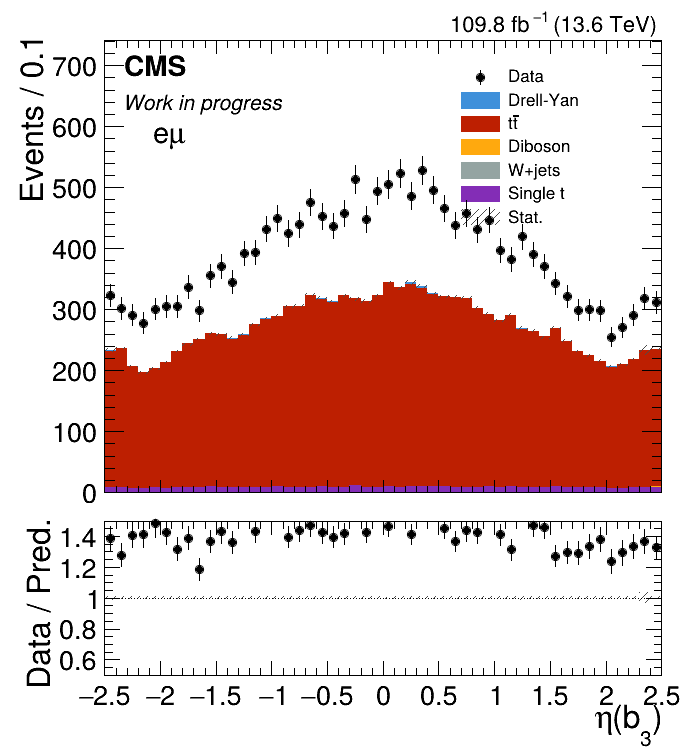 109.8 fb⁻¹ (13.6 TeV)
Events / 0.1
700
600
500
400
300
200
100
0
CMS
Work in progress
eμ
Data
Drell-Yan
tt̄
Diboson
W+jets
Single t
Stat.
Data / Pred.
1.4
1.2
1
0.8
0.6
−2.5 −2 −1.5 −1 −0.5 0 0.5 1 1.5 2 2.5
η(b₃)